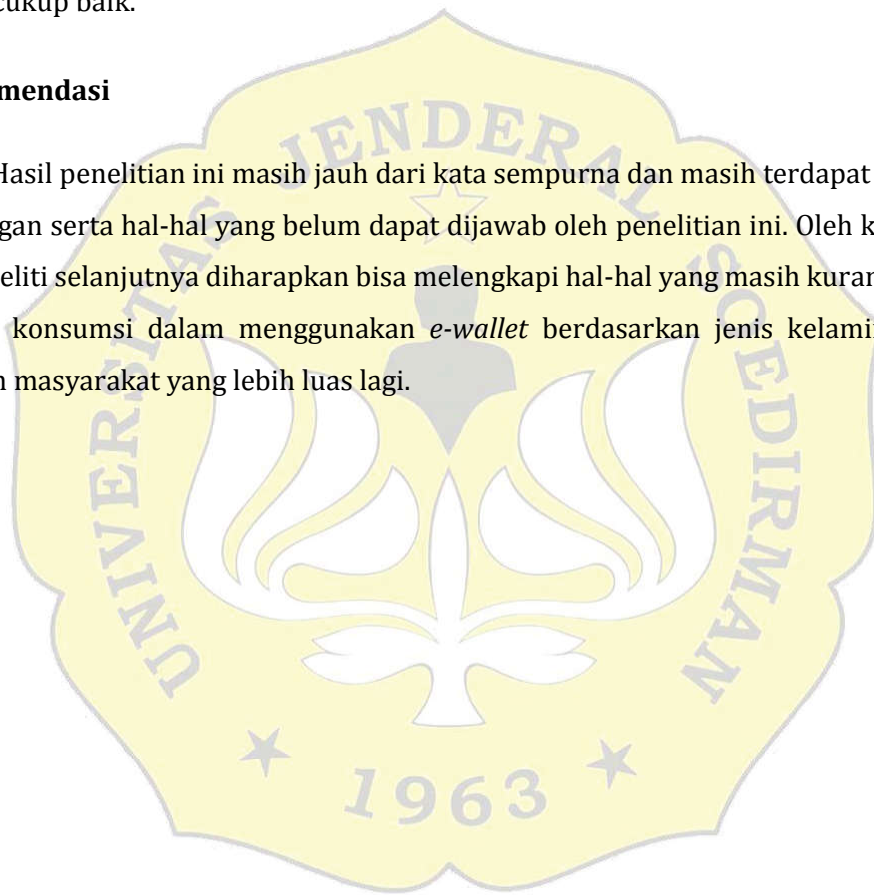 cukup baik.
mendasi
Hasil penelitian ini masih jauh dari kata sempurna dan masih terdapat
gan serta hal-hal yang belum dapat dijawab oleh penelitian ini. Oleh k
eliti selanjutnya diharapkan bisa melengkapi hal-hal yang masih kuran
konsumsi dalam menggunakan e-wallet berdasarkan jenis kelami
masyarakat yang lebih luas lagi.
UNIVERSITAS JENDERAL SOEDIRMAN
1963